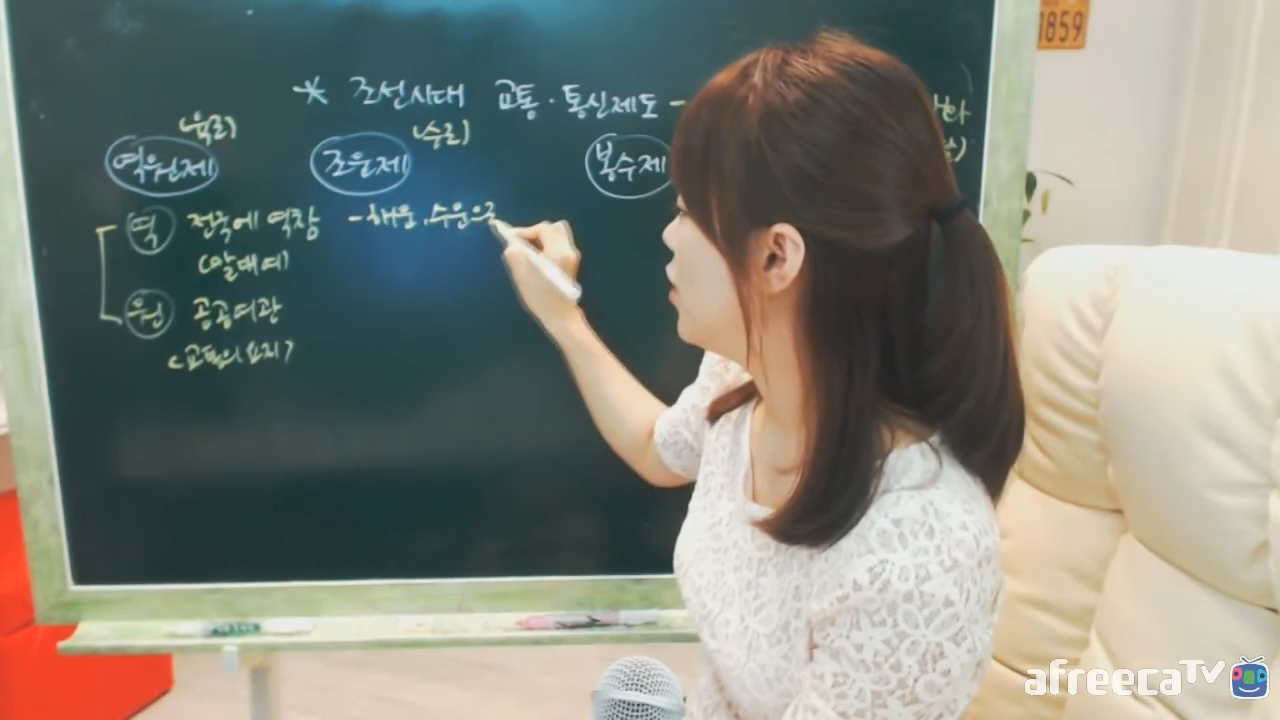 1859
* 조선시대 교통·통신제도 -
(육로)
(수로)
역원제 조운제 봉수제
역 전국에 역참
(말대여)
원 공공여관
(교통의 요지)
- 해운, 수운으로
afreecaTV